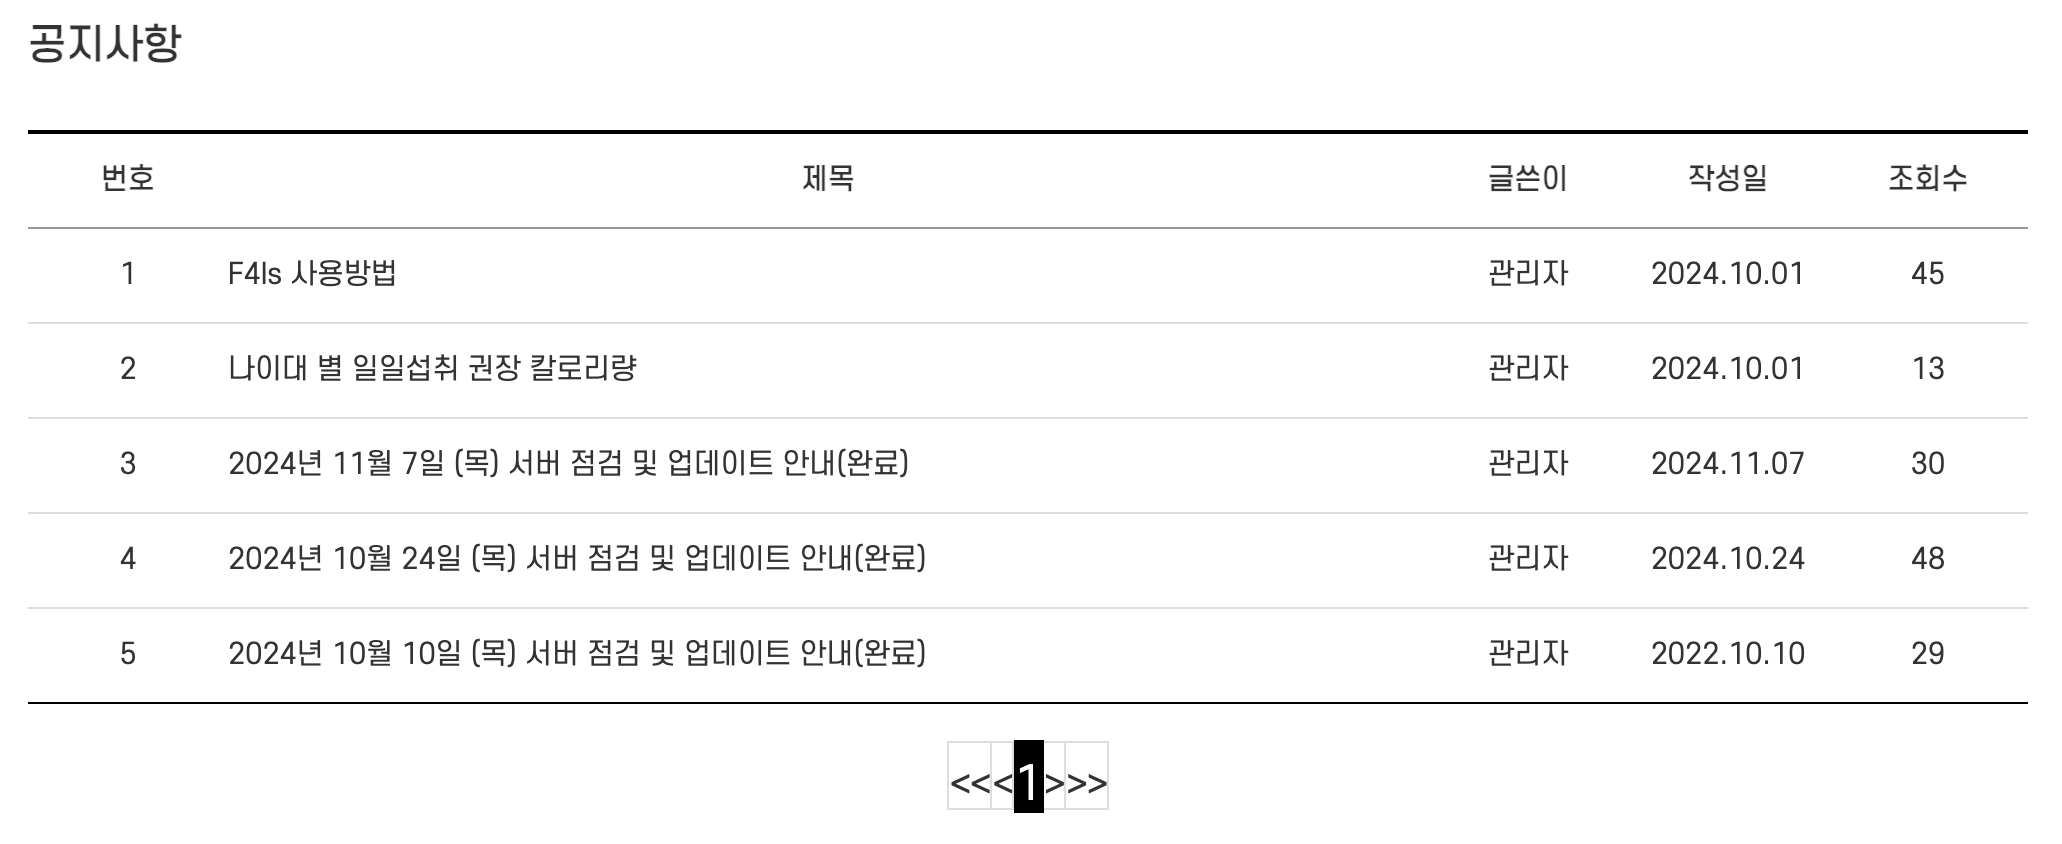 공지사항
번호 제목 글쓴이 작성일 조회수
1 F4Is 사용방법 관리자 2024.10.01 45
2 나이대 별 일일섭취 권장 칼로리량 관리자 2024.10.01 13
3 2024년 11월 7일 (목) 서버 점검 및 업데이트 안내(완료) 관리자 2024.11.07 30
4 2024년 10월 24일 (목) 서버 점검 및 업데이트 안내(완료) 관리자 2024.10.24 48
5 2024년 10월 10일 (목) 서버 점검 및 업데이트 안내(완료) 관리자 2022.10.10 29
<< < 1 > >>